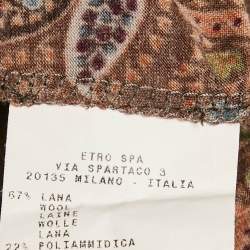 ETRO SPA
VIA SPARTACO 3
20135 MILANO - ITALIA
67% LANA
WOOL
LAINE
WOLLE
LANA
22% POLIAMMIDICA